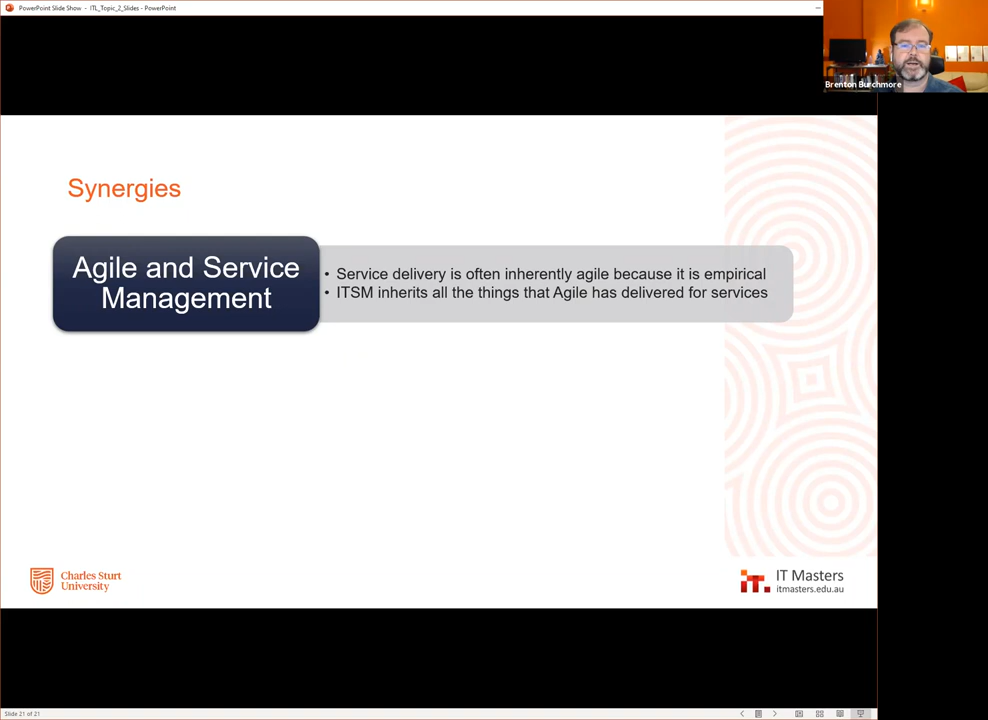 PowerPoint Slide Show - ITL_Topic_2_Slides - PowerPoint
Brenton Burchmore
Synergies
Agile and Service
Management
• Service delivery is often inherently agile because it is empirical
• ITSM inherits all the things that Agile has delivered for services
Charles Sturt
University
iT.
IT Masters
itmasters.edu.au
Slide 21 of 21